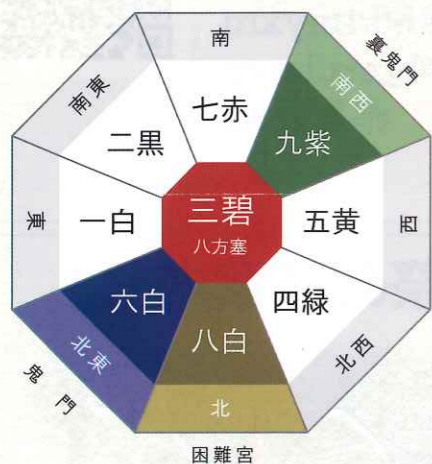 南
七赤
南西
裏鬼門
九紫
南東
二黒
東
一白
三碧
八方塞
五黄
西
六白
北東
鬼門
八白
北
困難宮
四緑
北西